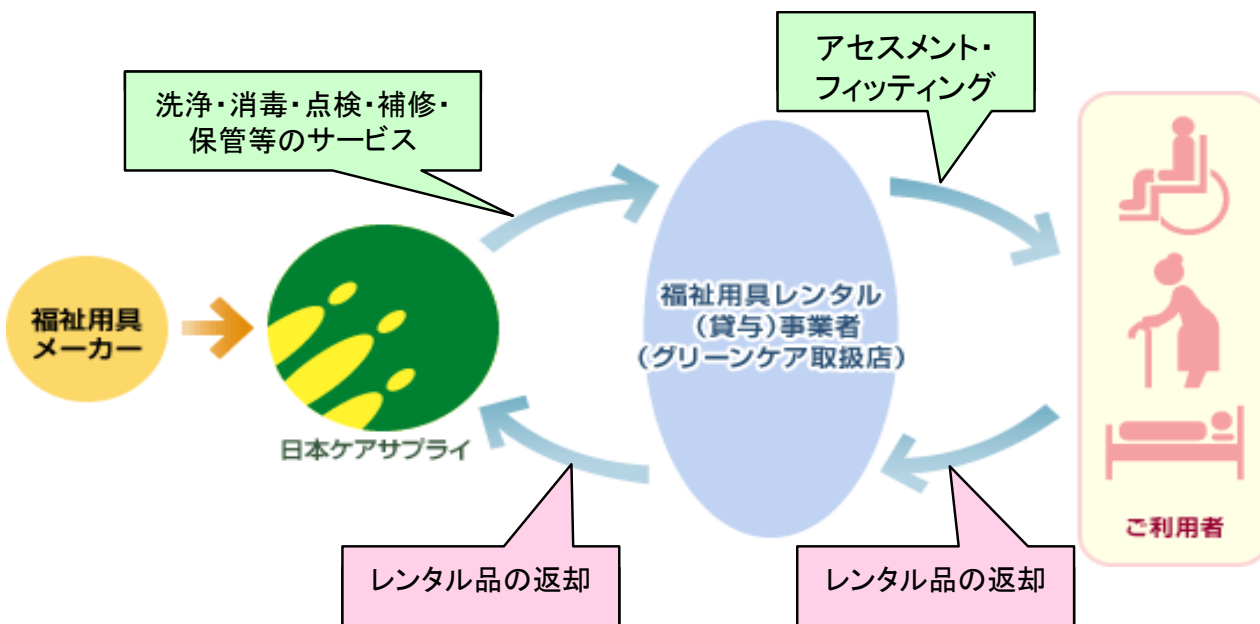 アセスメント・
フィッティング
洗浄・消毒・点検・補修・
保管等のサービス
福祉用具
メーカー
日本ケアサプライ
福祉用具レンタル
(貸与)事業者
(グリーンケア取扱店)
ご利用者
レンタル品の返却
レンタル品の返却